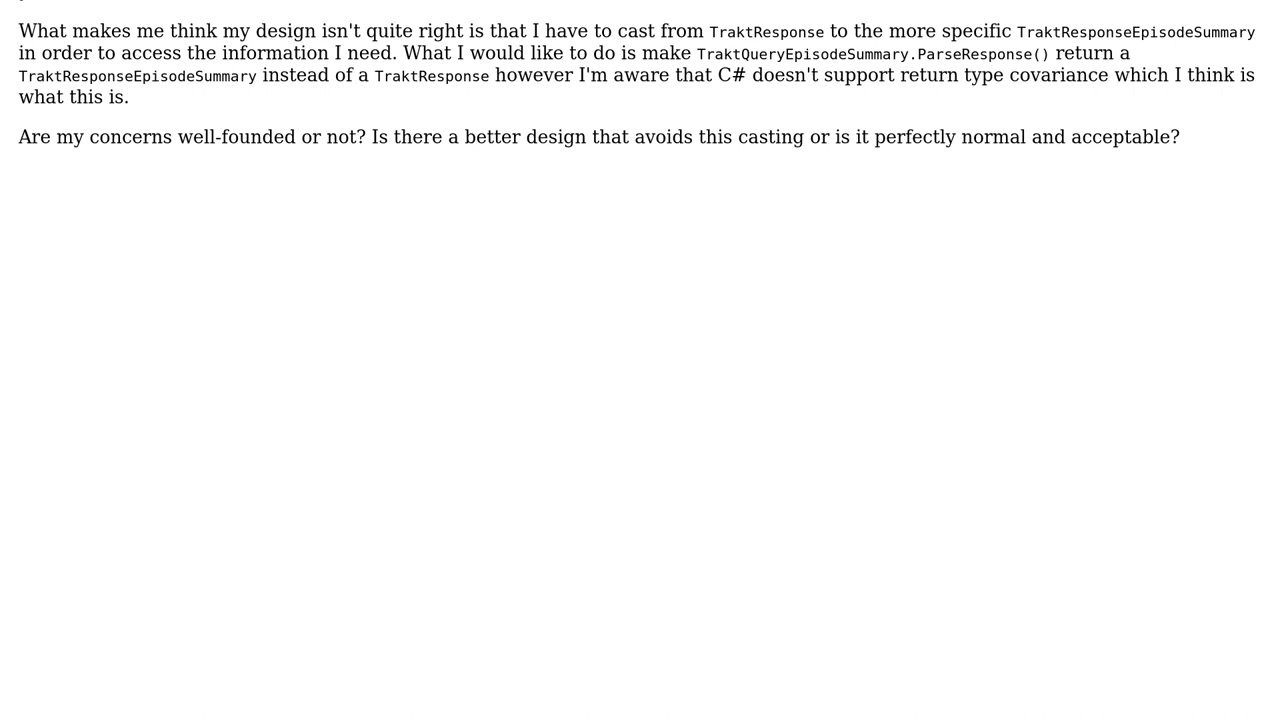 What makes me think my design isn't quite right is that I have to cast from TraktResponse to the more specific TraktResponseEpisodeSummary
in order to access the information I need. What I would like to do is make TraktQueryEpisodeSummary.ParseResponse() return a
TraktResponseEpisodeSummary instead of a TraktResponse however I'm aware that C# doesn't support return type covariance which I think is
what this is.
Are my concerns well-founded or not? Is there a better design that avoids this casting or is it perfectly normal and acceptable?